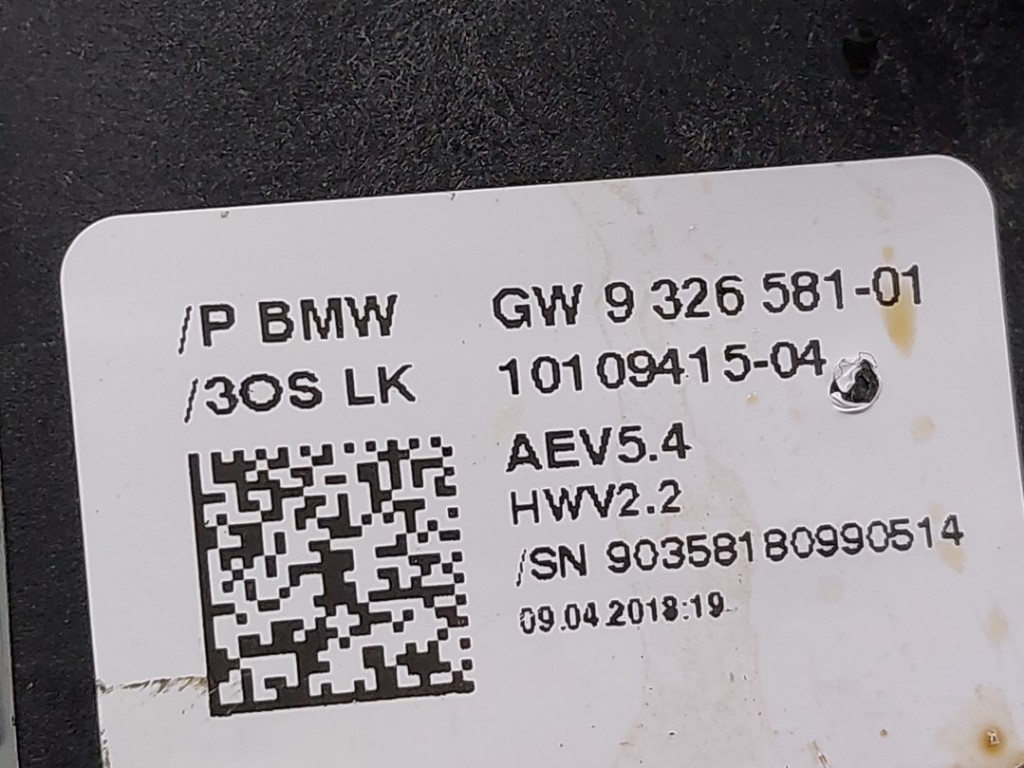 /P BMW GW 9 326 581-01
/3OS LK 10109415-04
AEV5.4
HWV2.2
/SN 90358180990514
09.04.2018:19